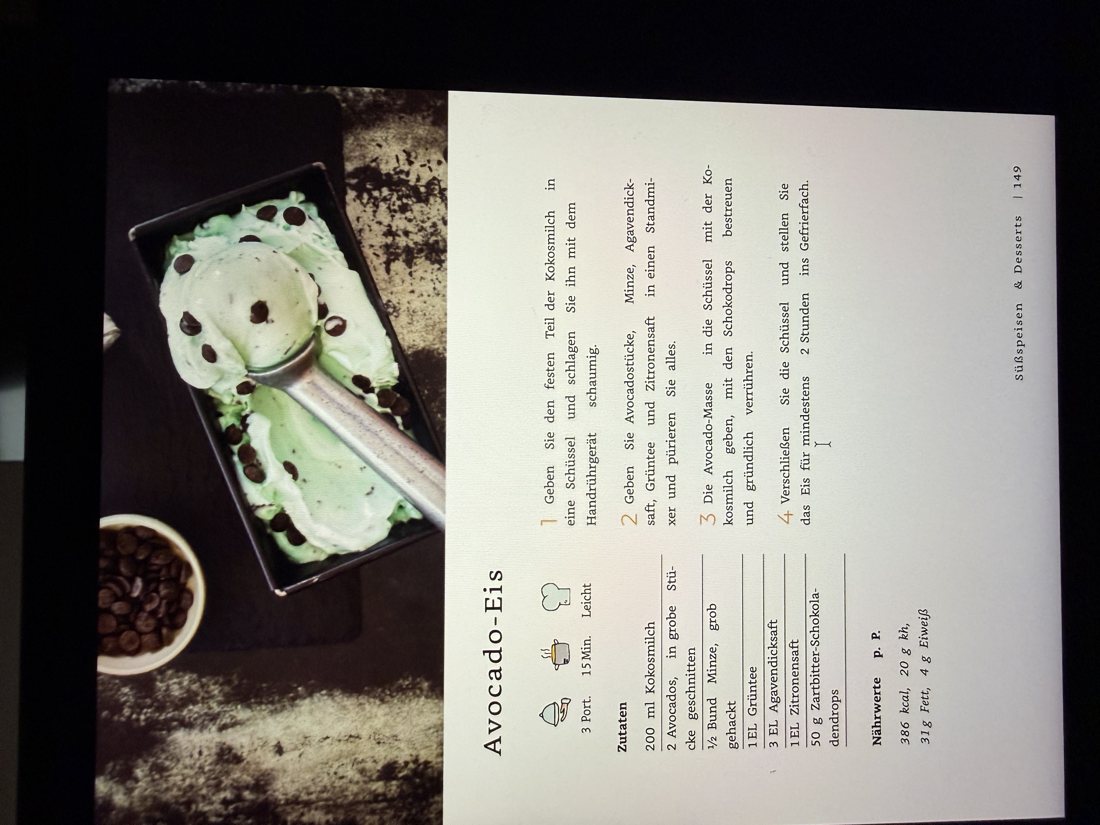 Avocado-Eis
3 Port. 15 Min. Leicht
Zutaten
200 ml Kokosmilch
2 Avocados, in grobe Stü-
cke geschnitten
½ Bund Minze, grob
gehackt
1 EL Grüntee
3 EL Agavendicksaft
1 EL Zitronensaft
50 g Zartbitter-Schokola-
dendrops
Nährwerte p. P.
386 kcal, 20 g kh,
31 g Fett, 4 g Eiweiß
1 Geben Sie den festen Teil der Kokosmilch in
eine Schüssel und schlagen Sie ihn mit dem
Handrührgerät schaumig.
2 Geben Sie Avocadostücke, Minze, Agavendick-
saft, Grüntee und Zitronensaft in einen Standmi-
xer und pürieren Sie alles.
3 Die Avocado-Masse in die Schüssel mit der Ko-
kosmilch geben, mit den Schokodrops bestreuen
und gründlich verrühren.
4 Verschließen Sie die Schüssel und stellen Sie
das Eis für mindestens 2 Stunden ins Gefrierfach.
Süßspeisen & Desserts | 149